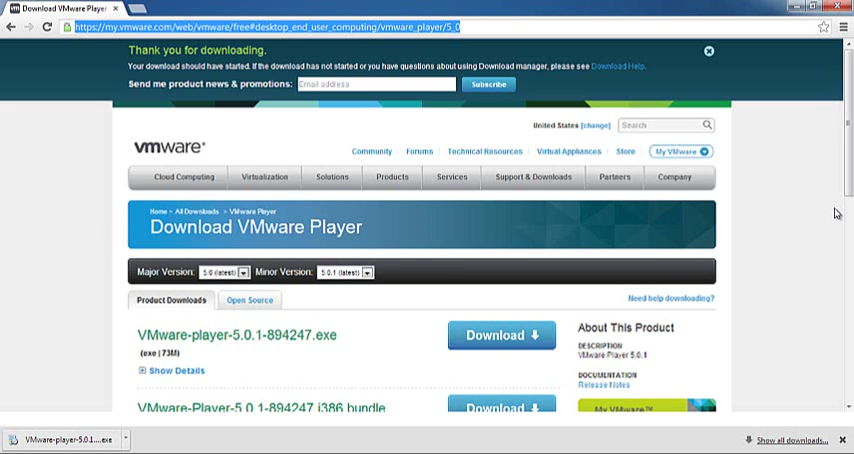 Download VMware Player
https://my.vmware.com/web/vmware/free#desktop_end_user_computing/vmware_player/5_0
Thank you for downloading.
Your download should have started. If the download has not started or you have questions about using Download manager, please see Download Help.
Send me product news & promotions: Email address Subscribe
United States [change] Search
vmware
Community Forums Technical Resources Virtual Appliances Store My VMware
Cloud Computing Virtualization Solutions Products Services Support & Downloads Partners Company
Home > All Downloads > VMware Player
Download VMware Player
Major Version: 5.0 (latest) Minor Version: 5.0.1 (latest)
Product Downloads Open Source Need help downloading?
VMware-player-5.0.1-894247.exe Download
(exe | 73M)
Show Details
About This Product
DESCRIPTION
VMware Player 5.0.1
DOCUMENTATION
Release Notes
VMware-Player-5.0.1-894247.i386.bundle Download
My VMware™
VMware-player-5.0.1....exe Show all downloads...